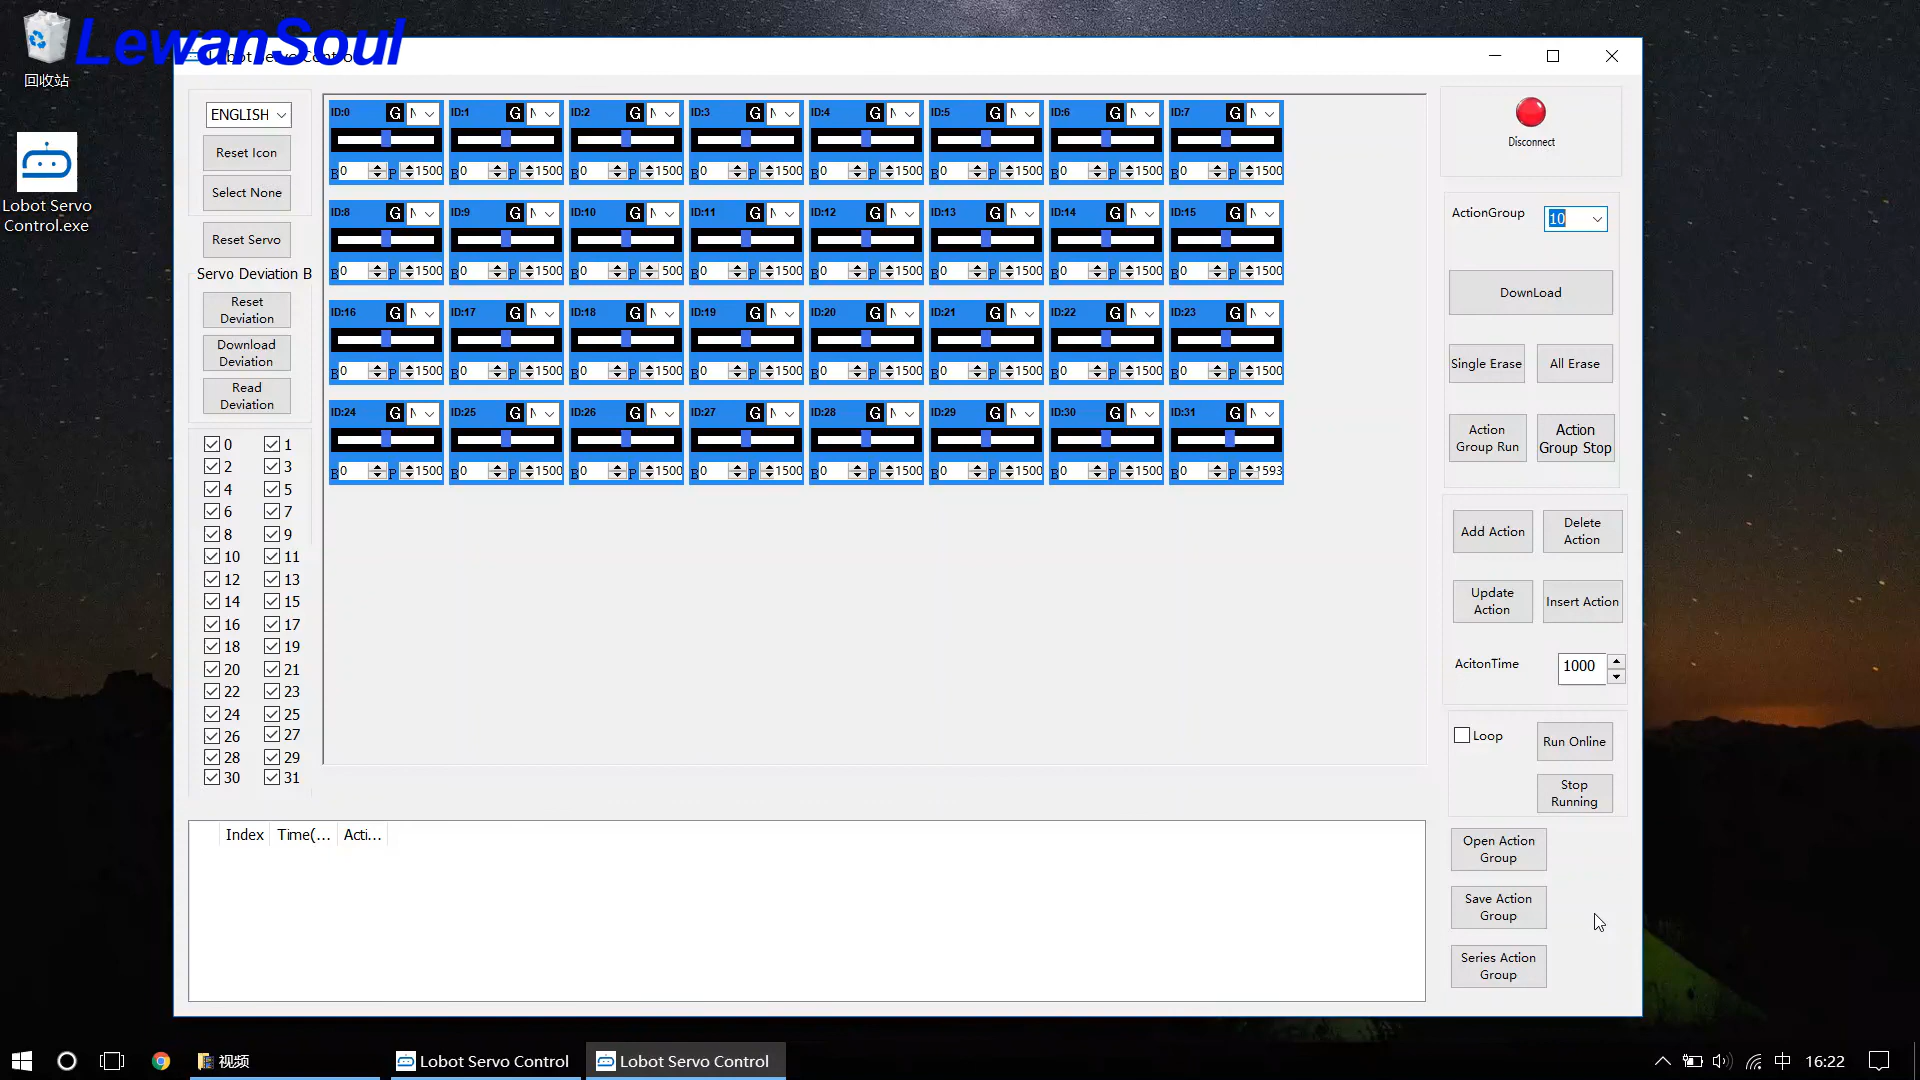 LewanSoul
回收站
Lobot Servo Control
Lobot Servo
Control.exe
ENGLISH
Reset Icon
Select None
Reset Servo
Servo Deviation B
Reset
Deviation
Download
Deviation
Read
Deviation
0 1
2 3
4 5
6 7
8 9
10 11
12 13
14 15
16 17
18 19
20 21
22 23
24 25
26 27
28 29
30 31
ID:0 G ID:1 G ID:2 G ID:3 G ID:4 G ID:5 G ID:6 G ID:7 G
B 0 P 1500 B 0 P 1500 B 0 P 1500 B 0 P 1500 B 0 P 1500 B 0 P 1500 B 0 P 1500 B 0 P 1500
ID:8 G ID:9 G ID:10 G ID:11 G ID:12 G ID:13 G ID:14 G ID:15 G
B 0 P 1500 B 0 P 1500 B 0 P 500 B 0 P 1500 B 0 P 1500 B 0 P 1500 B 0 P 1500 B 0 P 1500
ID:16 G ID:17 G ID:18 G ID:19 G ID:20 G ID:21 G ID:22 G ID:23 G
B 0 P 1500 B 0 P 1500 B 0 P 1500 B 0 P 1500 B 0 P 1500 B 0 P 1500 B 0 P 1500 B 0 P 1500
ID:24 G ID:25 G ID:26 G ID:27 G ID:28 G ID:29 G ID:30 G ID:31 G
B 0 P 1500 B 0 P 1500 B 0 P 1500 B 0 P 1500 B 0 P 1500 B 0 P 1500 B 0 P 1500 B 0 P 1593
Disconnect
ActionGroup 10
DownLoad
Single Erase All Erase
Action
Group Run
Action
Group Stop
Add Action
Delete
Action
Update
Action
Insert Action
AcitonTime 1000
Loop Run Online
Stop
Running
Open Action
Group
Save Action
Group
Series Action
Group
Index Time(... Acti...
视频 Lobot Servo Control Lobot Servo Control 中 16:22